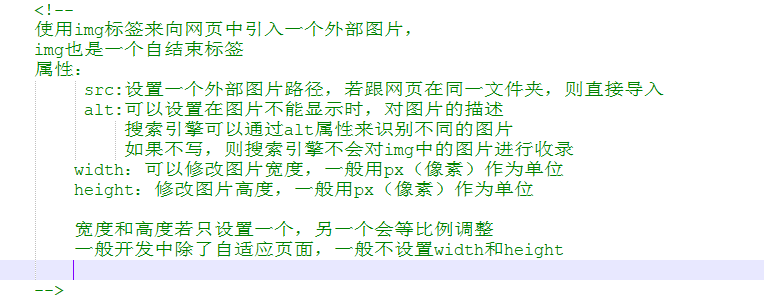 <!--
使用img标签来向网页中引入一个外部图片，
img也是一个自结束标签
属性：
src:设置一个外部图片路径，若跟网页在同一文件夹，则直接导入
alt:可以设置在图片不能显示时，对图片的描述
搜索引擎可以通过alt属性来识别不同的图片
如果不写，则搜索引擎不会对img中的图片进行收录
width：可以修改图片宽度，一般用px（像素）作为单位
height：修改图片高度，一般用px（像素）作为单位
宽度和高度若只设置一个，另一个会等比例调整
一般开发中除了自适应页面，一般不设置width和height
-->